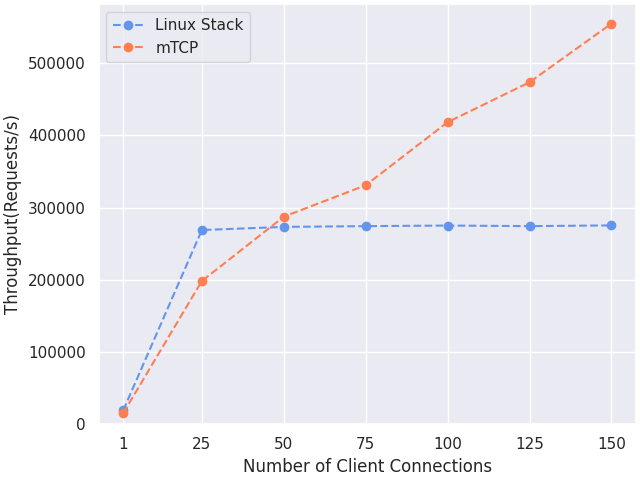 Linux Stack
mTCP
Throughput(Requests/s)
500000
400000
300000
200000
100000
0
1 25 50 75 100 125 150
Number of Client Connections